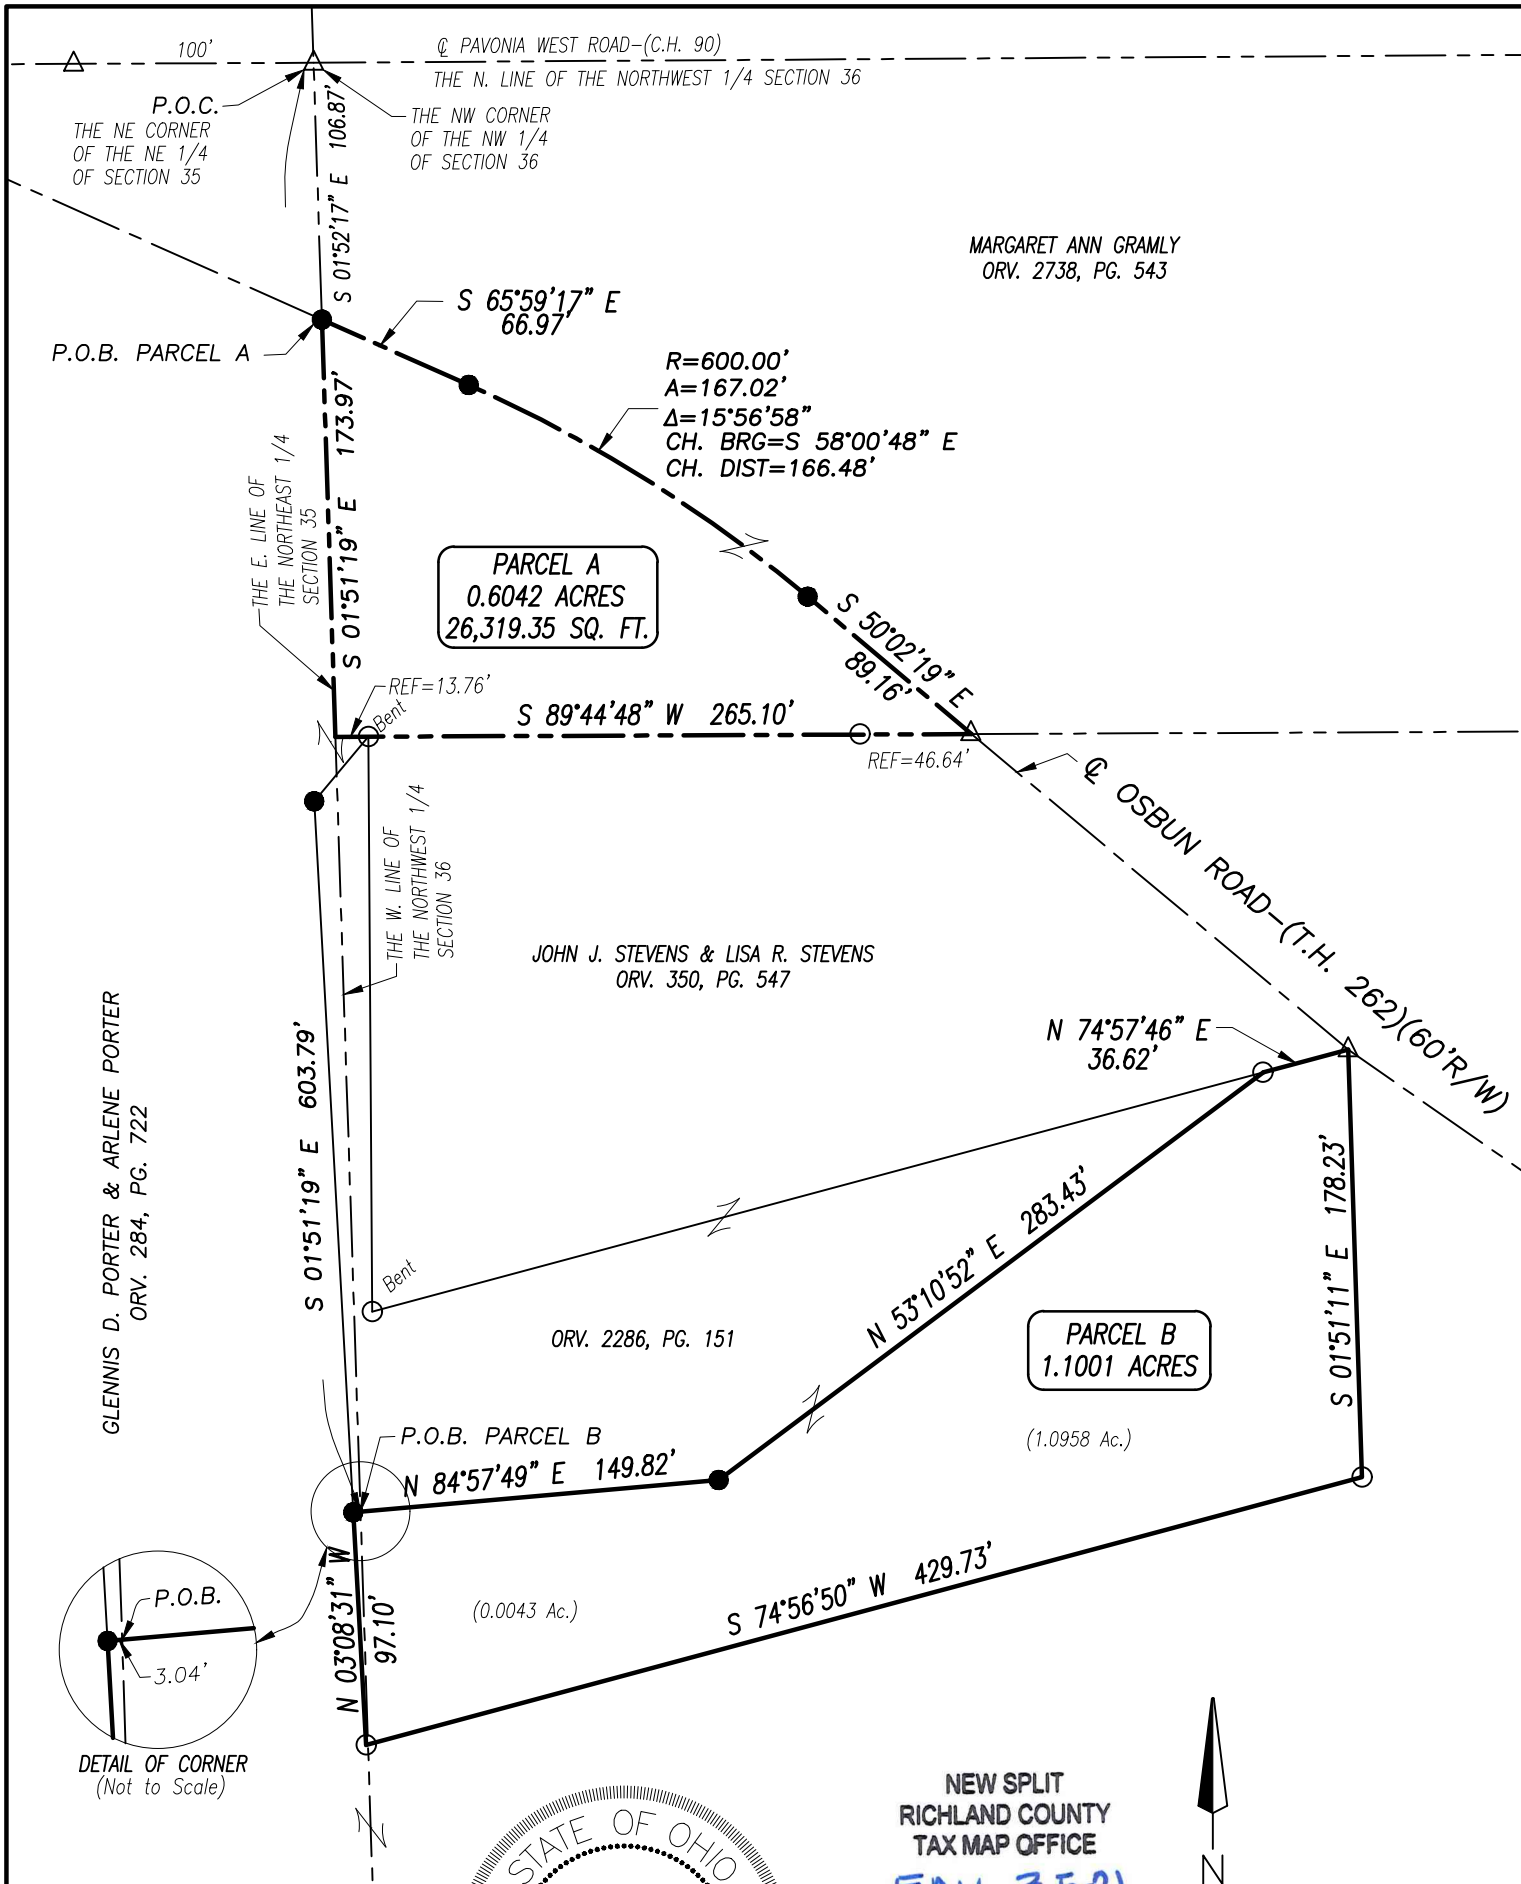 100'
℄ PAVONIA WEST ROAD-(C.H. 90)
THE N. LINE OF THE NORTHWEST 1/4 SECTION 36
P.O.C.
THE NE CORNER
OF THE NE 1/4
OF SECTION 35
THE NW CORNER
OF THE NW 1/4
OF SECTION 36
S 01°52'17" E 106.87'
MARGARET ANN GRAMLY
ORV. 2738, PG. 543
S 65°59'17" E
66.97'
P.O.B. PARCEL A
R=600.00'
A=167.02'
Δ=15°56'58"
CH. BRG=S 58°00'48" E
CH. DIST=166.48'
S 01°51'19" E 173.97'
THE E. LINE OF
THE NORTHEAST 1/4
SECTION 35
PARCEL A
0.6042 ACRES
26,319.35 SQ. FT.
S 50°02'19" E
89.16'
REF=13.76'
Bent
S 89°44'48" W 265.10'
REF=46.64'
℄ OSBUN ROAD-(T.H. 262)(60'R/W)
THE W. LINE OF
THE NORTHWEST 1/4
SECTION 36
JOHN J. STEVENS & LISA R. STEVENS
ORV. 350, PG. 547
GLENNIS D. PORTER & ARLENE PORTER
ORV. 284, PG. 722
S 01°51'19" E 603.79'
N 74°57'46" E
36.62'
S 01°51'11" E 178.23'
N 53°10'52" E 283.43'
Bent
ORV. 2286, PG. 151
PARCEL B
1.1001 ACRES
(1.0958 Ac.)
P.O.B. PARCEL B
N 84°57'49" E 149.82'
N 03°08'31" W
97.10'
(0.0043 Ac.)
S 74°56'50" W 429.73'
P.O.B.
3.04'
DETAIL OF CORNER
(Not to Scale)
STATE OF OHIO
NEW SPLIT
RICHLAND COUNTY
TAX MAP OFFICE
N